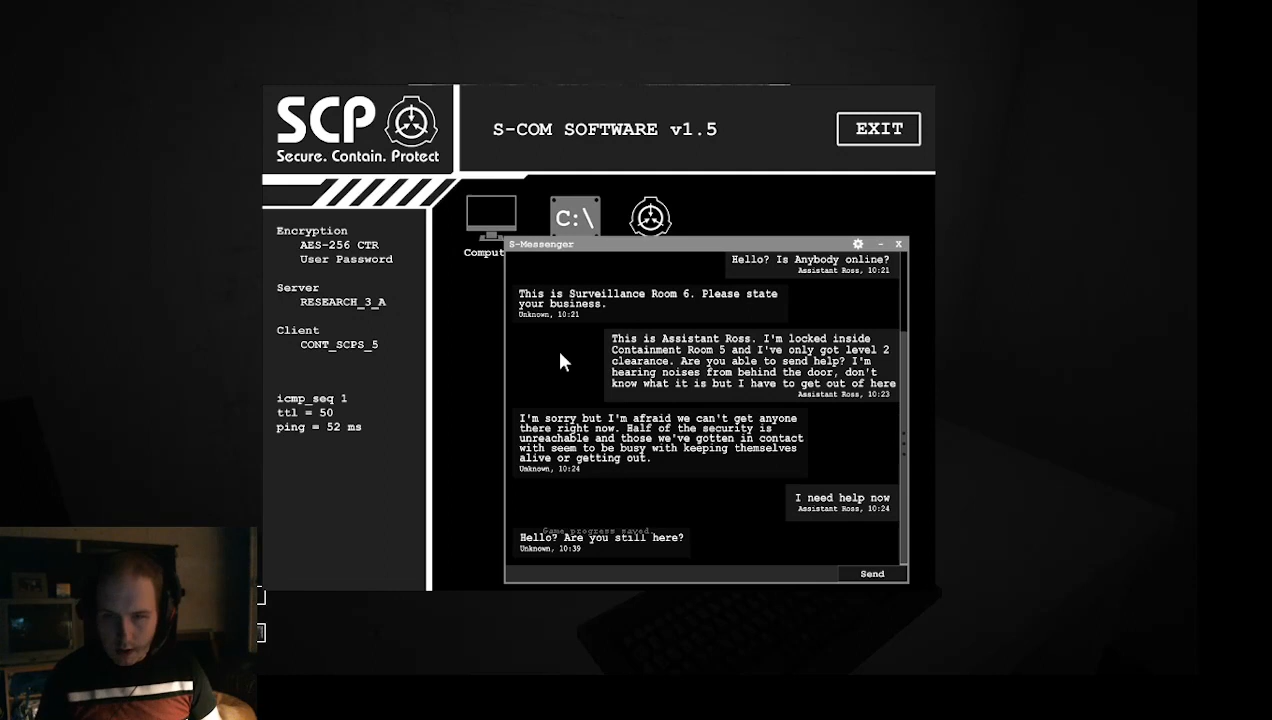 SCP
Secure. Contain. Protect
S-COM SOFTWARE v1.5
EXIT
Encryption
AES-256 CTR
User Password
Server
RESEARCH_3_A
Client
CONT_SCPS_5
icmp_seq 1
ttl = 50
ping = 52 ms
C:\
Comput
S-Messenger
- X
Hello? Is Anybody online?
Assistant Ross, 10:21
This is Surveillance Room 6. Please state
your business.
Unknown, 10:21
This is Assistant Ross. I'm locked inside
Containment Room 5 and I've only got level 2
clearance. Are you able to send help? I'm
hearing noises from behind the door, don't
know what it is but I have to get out of here
Assistant Ross, 10:23
I'm sorry but I'm afraid we can't get anyone
there right now. Half of the security is
unreachable and those we've gotten in contact
with seem to be busy with keeping themselves
alive or getting out.
Unknown, 10:24
I need help now
Assistant Ross, 10:24
Game progress saved.
Hello? Are you still here?
Unknown, 10:39
Send